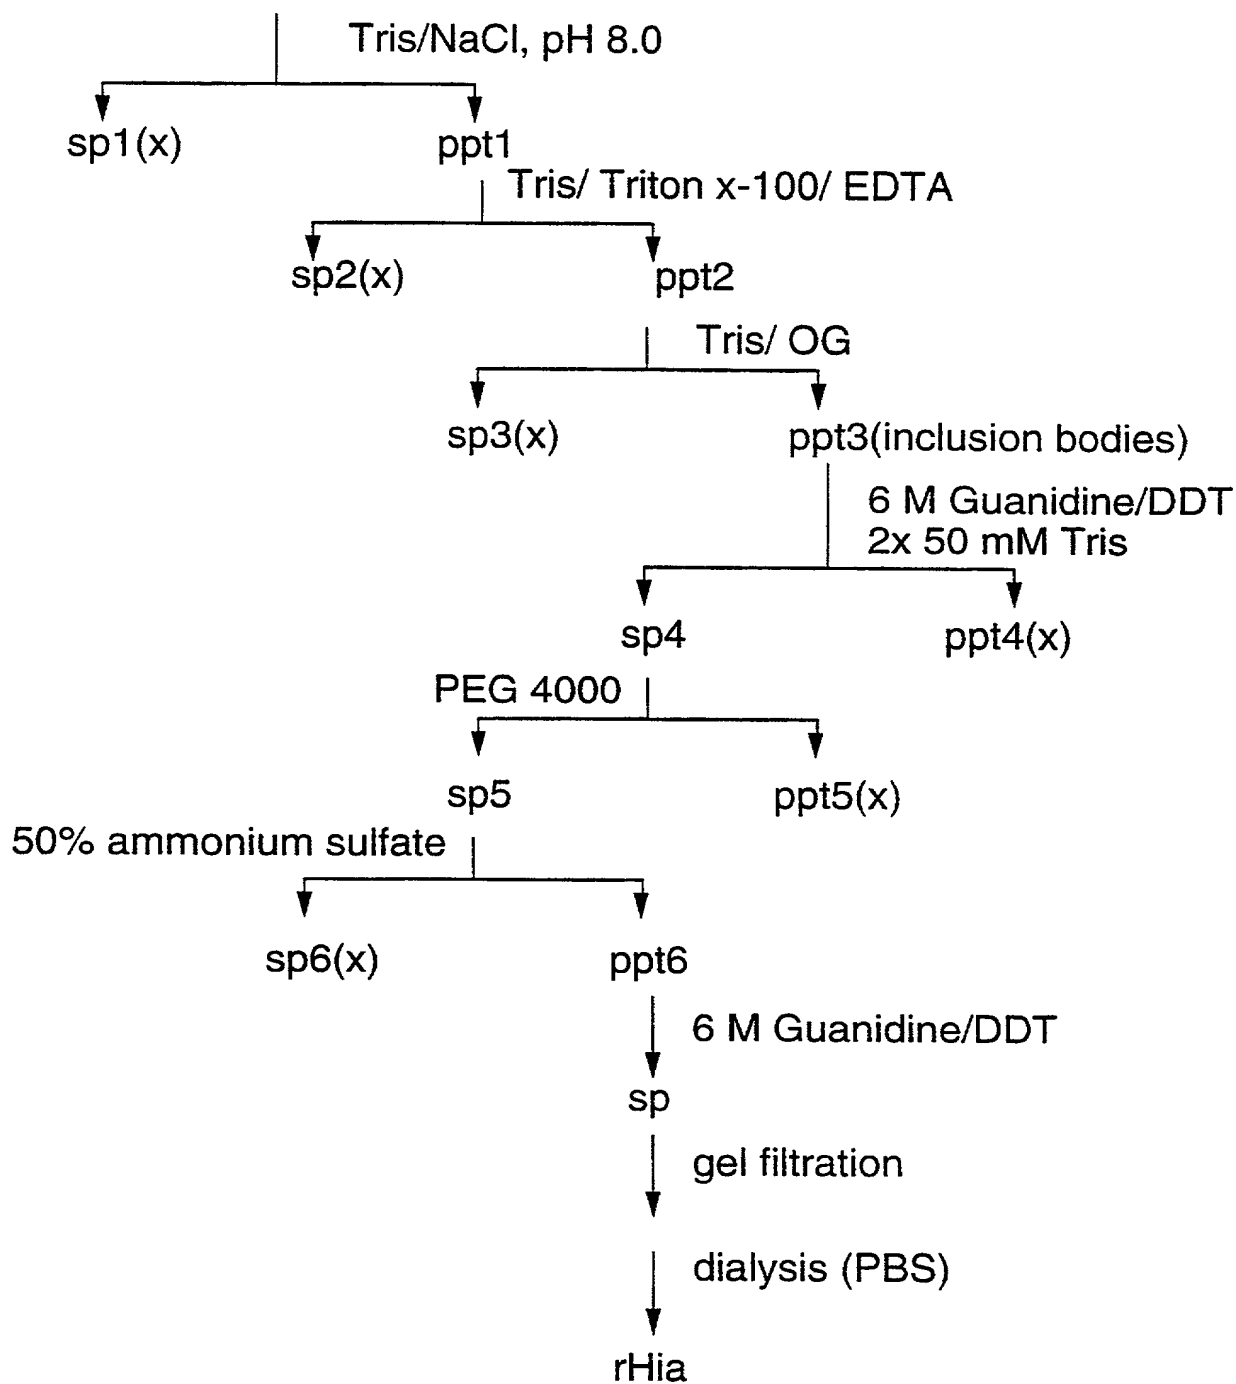 Tris/NaCl, pH 8.0
sp1(x)
ppt1
Tris/ Triton x-100/ EDTA
sp2(x)
ppt2
Tris/ OG
sp3(x)
ppt3(inclusion bodies)
6 M Guanidine/DDT
2x 50 mM Tris
sp4
ppt4(x)
PEG 4000
sp5
ppt5(x)
50% ammonium sulfate
sp6(x)
ppt6
6 M Guanidine/DDT
sp
gel filtration
dialysis (PBS)
rHia